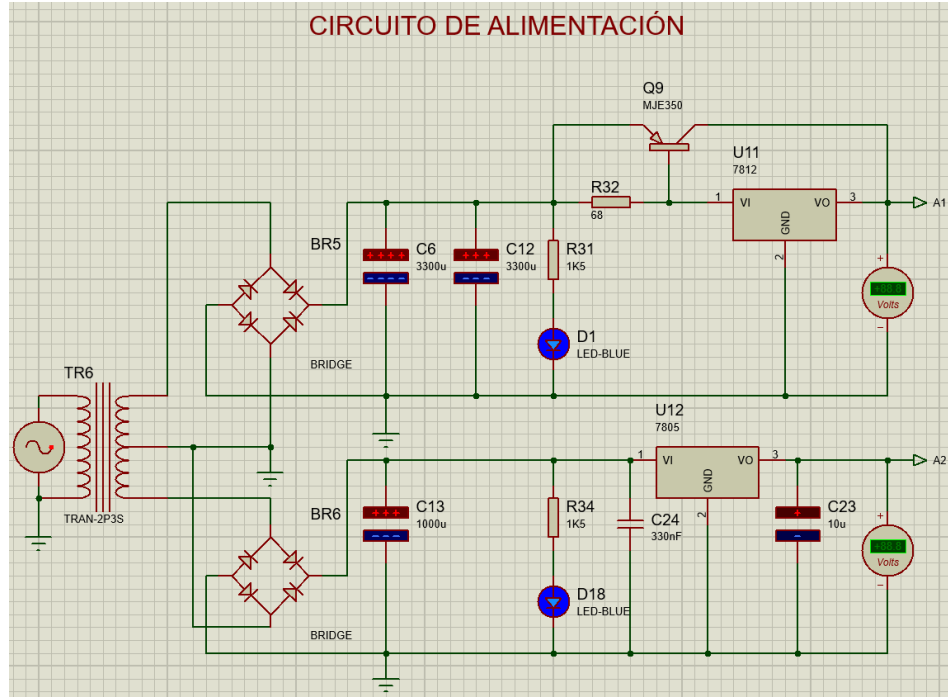 CIRCUITO DE ALIMENTACIÓN
Q9
MJE350
U11
7812
R32
68
1
VI
VO
3
GND
2
A1
BR5
C6
3300u
C12
3300u
R31
1K5
+
Volts
D1
LED-BLUE
BRIDGE
TR6
TRAN-2P3S
U12
7805
1
VI
VO
3
GND
2
A2
BR6
C13
1000u
R34
1K5
C24
330nF
C23
10u
+
Volts
D18
LED-BLUE
BRIDGE